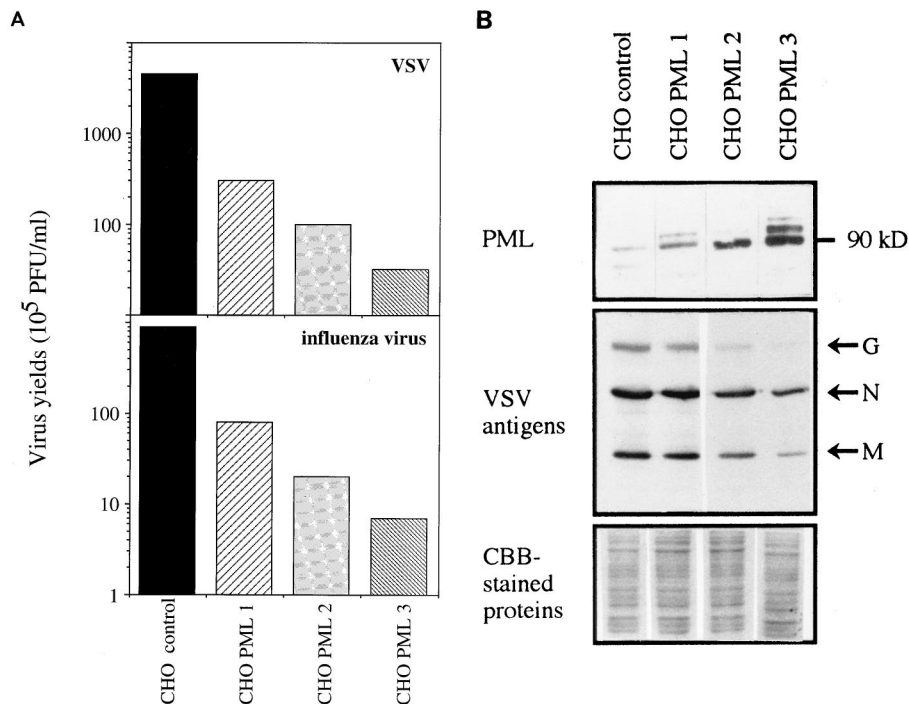 A
VSV
1000
100
influenza virus
100
10
1
Virus yields (10⁵ PFU/ml)
CHO control
CHO PML 1
CHO PML 2
CHO PML 3
B
CHO control
CHO PML 1
CHO PML 2
CHO PML 3
PML
90 kD
VSV
antigens
G
N
M
CBB-
stained
proteins